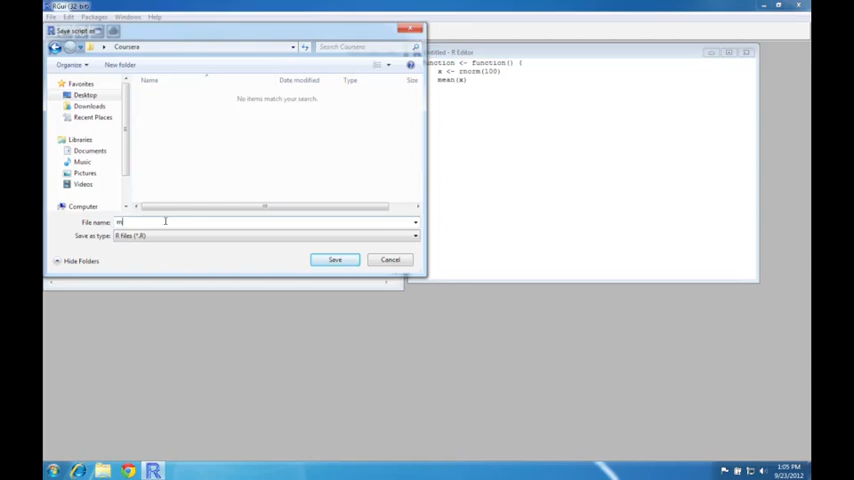 RGui (32-bit)
File Edit Packages Windows Help
Save script as
Coursera
Search Coursera
Organize
New folder
Favorites
Desktop
Downloads
Recent Places
Libraries
Documents
Music
Pictures
Videos
Computer
Name
Date modified
Type
Size
No items match your search.
File name: m
Save as type: R files (*.R)
Hide Folders
Save
Cancel
Untitled - R Editor
function <- function() {
x <- rnorm(100)
mean(x)
1:05 PM
9/23/2012